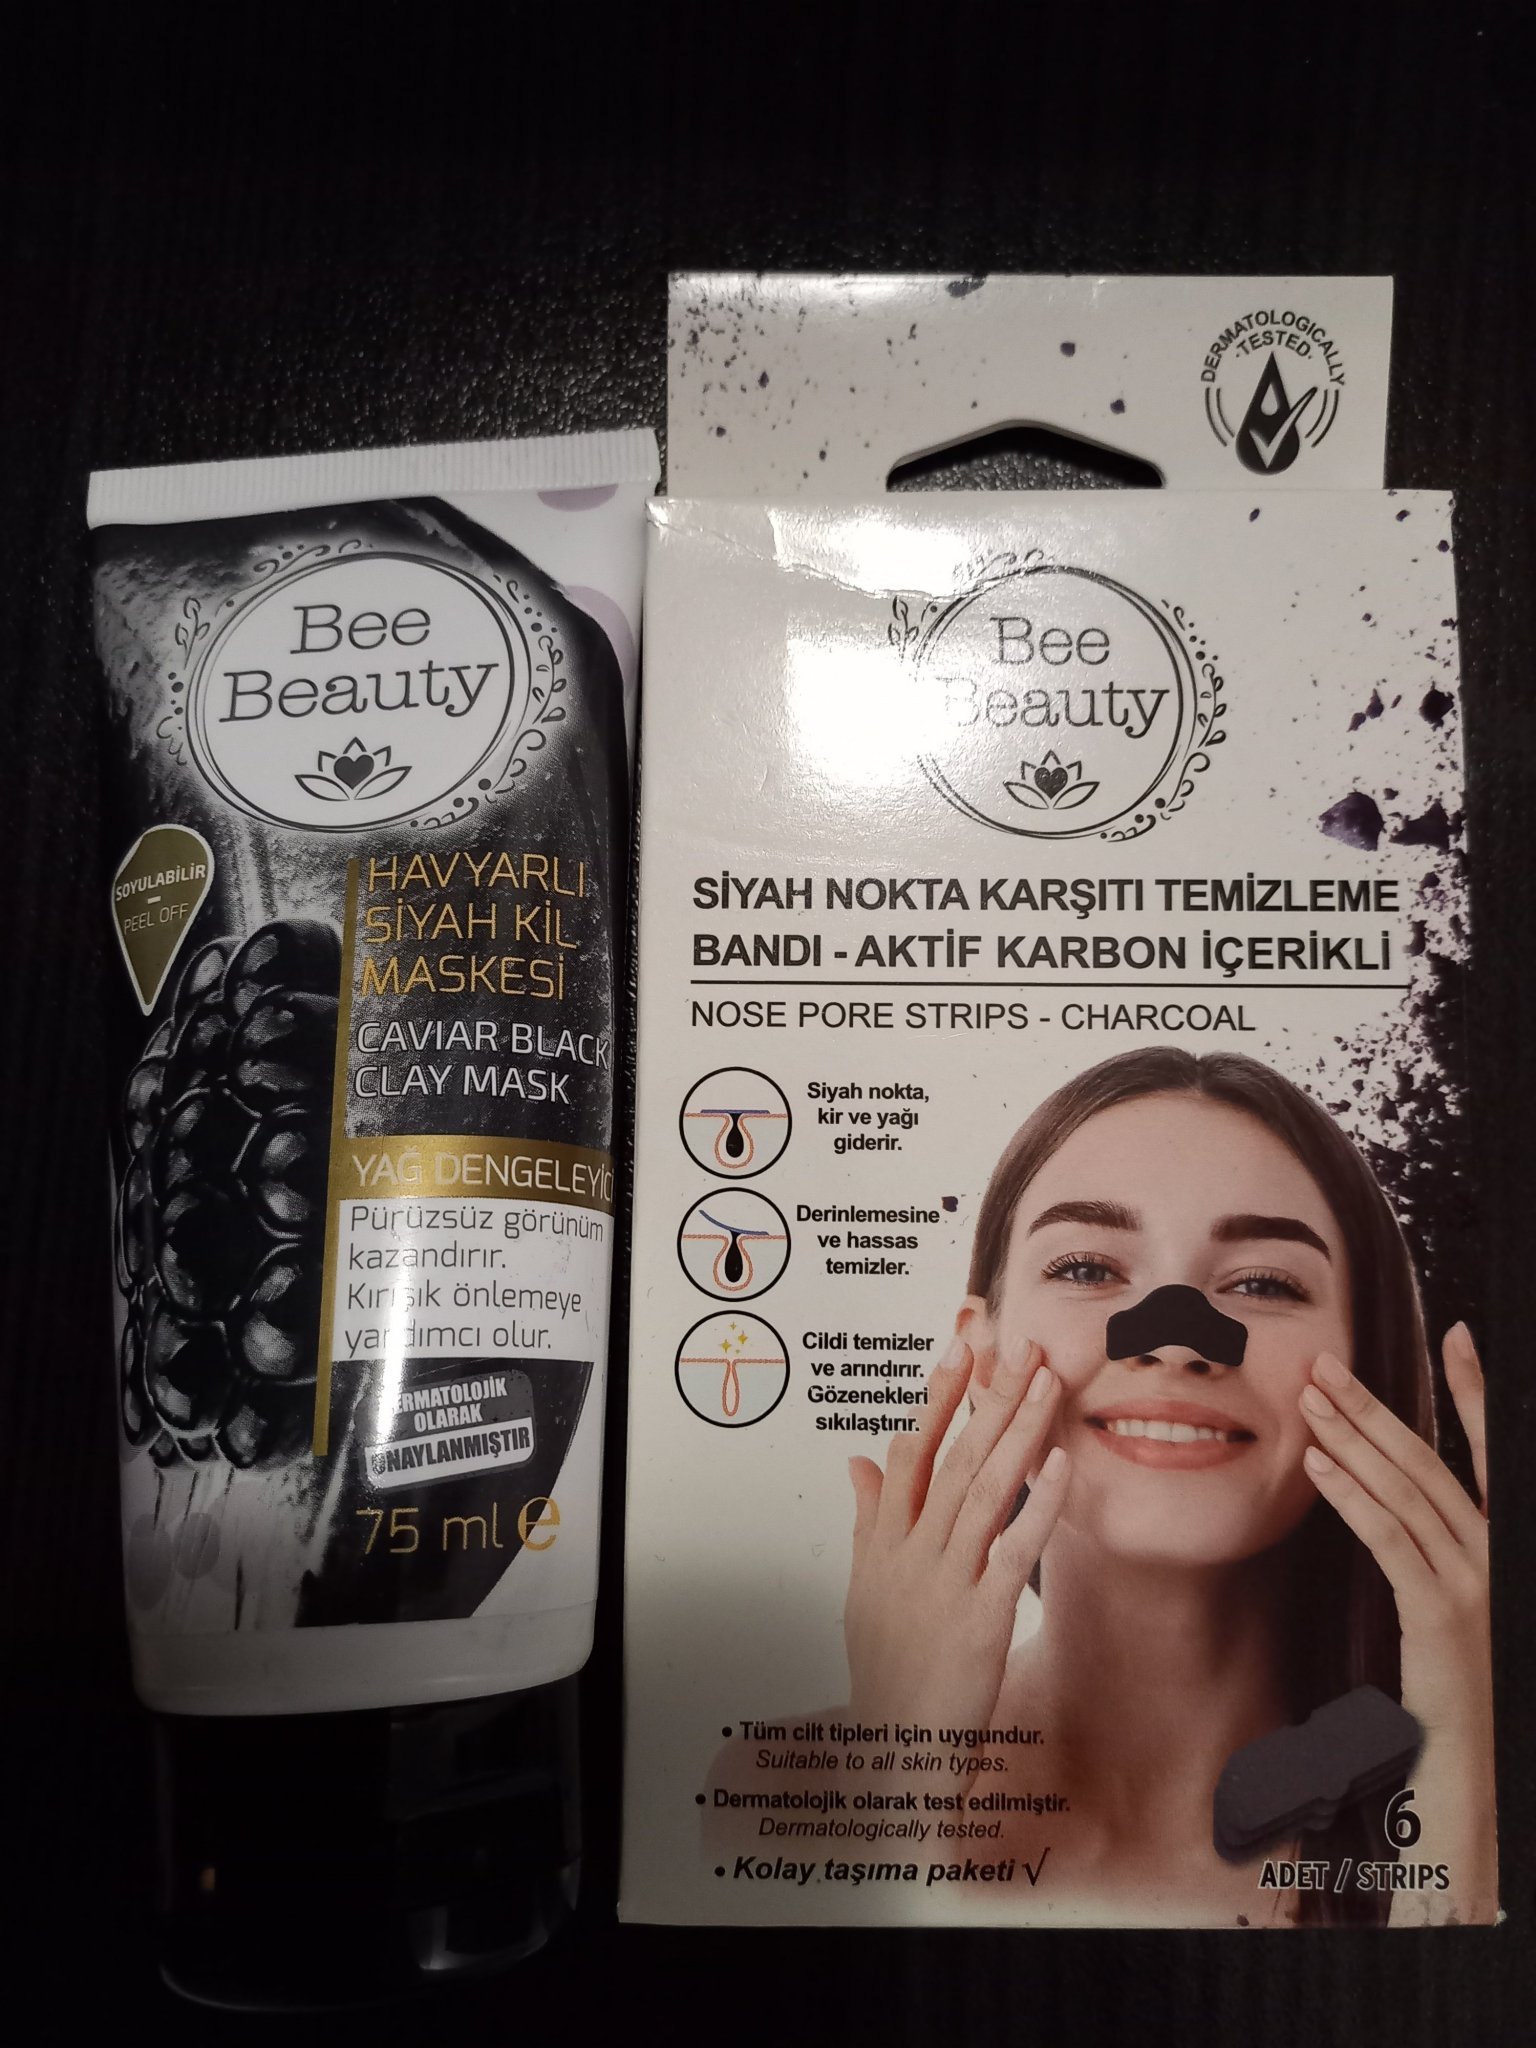 Bee
Beauty
SOYULABİLİR
PEEL OFF
HAVYARLI
SİYAH KİL
MASKESİ
CAVIAR BLACK
CLAY MASK
YAĞ DENGELEYİCİ
Pürüzsüz görünüm
kazandırır.
Kırışık önlemeye
yardımcı olur.
DERMATOLOJİK
OLARAK
ONAYLANMIŞTIR
75 ml e
DERMATOLOGICALLY
TESTED
Bee
Beauty
SİYAH NOKTA KARŞITI TEMİZLEME
BANDI - AKTİF KARBON İÇERİKLİ
NOSE PORE STRIPS - CHARCOAL
Siyah nokta,
kir ve yağı
giderir.
Derinlemesine
ve hassas
temizler.
Cildi temizler
ve arındırır.
Gözenekleri
sıkılaştırır.
• Tüm cilt tipleri için uygundur.
Suitable to all skin types.
• Dermatolojik olarak test edilmiştir.
Dermatologically tested.
• Kolay taşıma paketi √
6
ADET / STRIPS